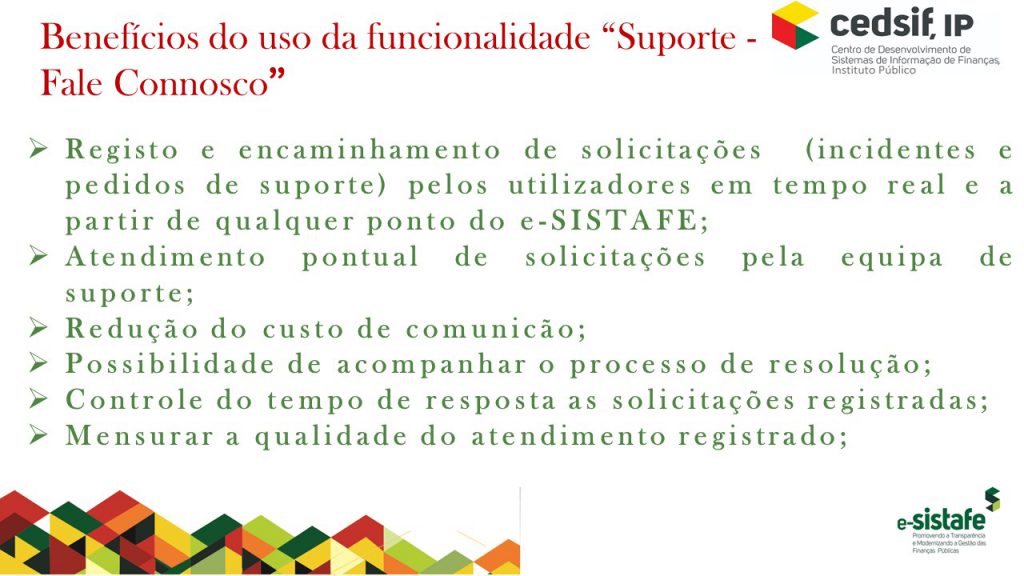 Benefícios do uso da funcionalidade “Suporte -
Fale Connosco”
cedsif, IP
Centro de Desenvolvimento de
Sistemas de Informação de Finanças,
Instituto Público
➢ Registo e encaminhamento de solicitações (incidentes e
pedidos de suporte) pelos utilizadores em tempo real e a
partir de qualquer ponto do e-SISTAFE;
➢ Atendimento pontual de solicitações pela equipa de
suporte;
➢ Redução do custo de comunicão;
➢ Possibilidade de acompanhar o processo de resolução;
➢ Controle do tempo de resposta as solicitações registradas;
➢ Mensurar a qualidade do atendimento registrado;
e-sistafe
Promovendo a Transparência
e Modernizando a Gestão das
Finanças Públicas